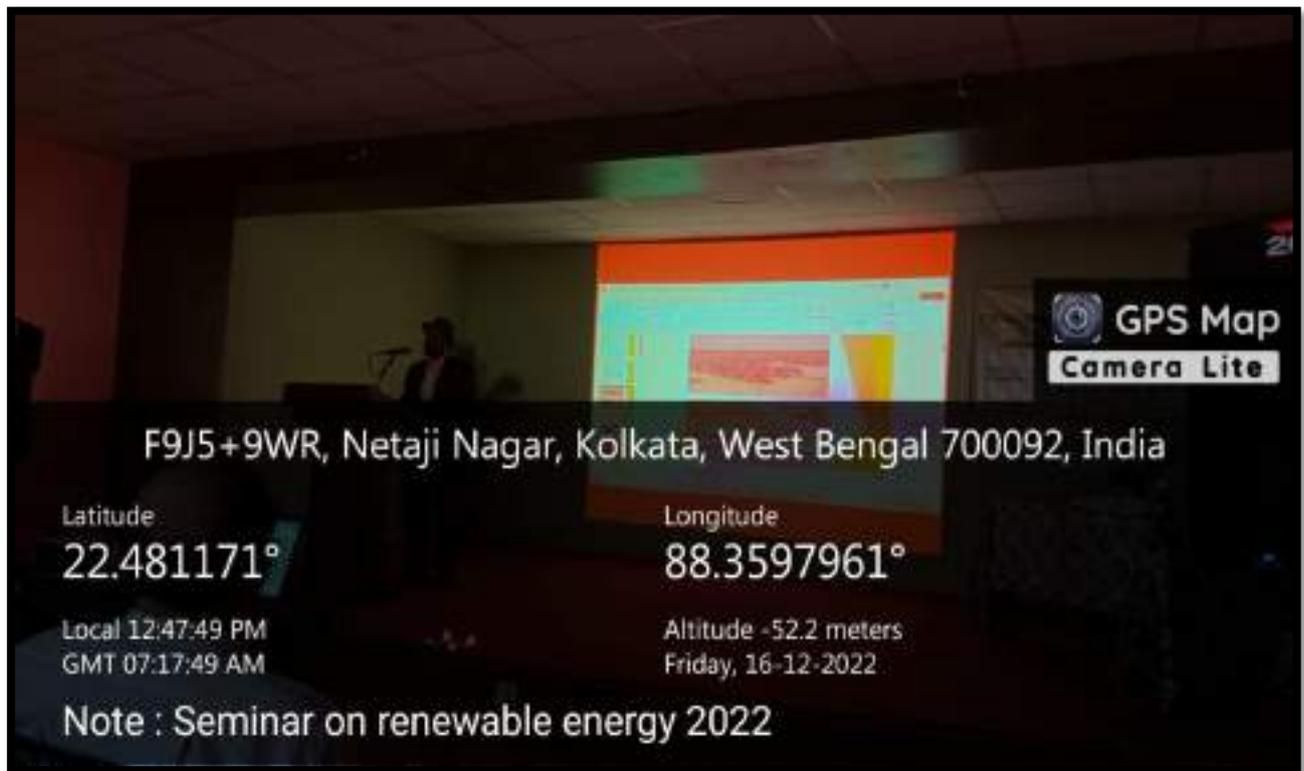 GPS Map
Camera Lite
F9J5+9WR, Netaji Nagar, Kolkata, West Bengal 700092, India
Latitude
22.481171°
Longitude
88.3597961°
Local 12:47:49 PM
GMT 07:17:49 AM
Altitude -52.2 meters
Friday, 16-12-2022
Note : Seminar on renewable energy 2022